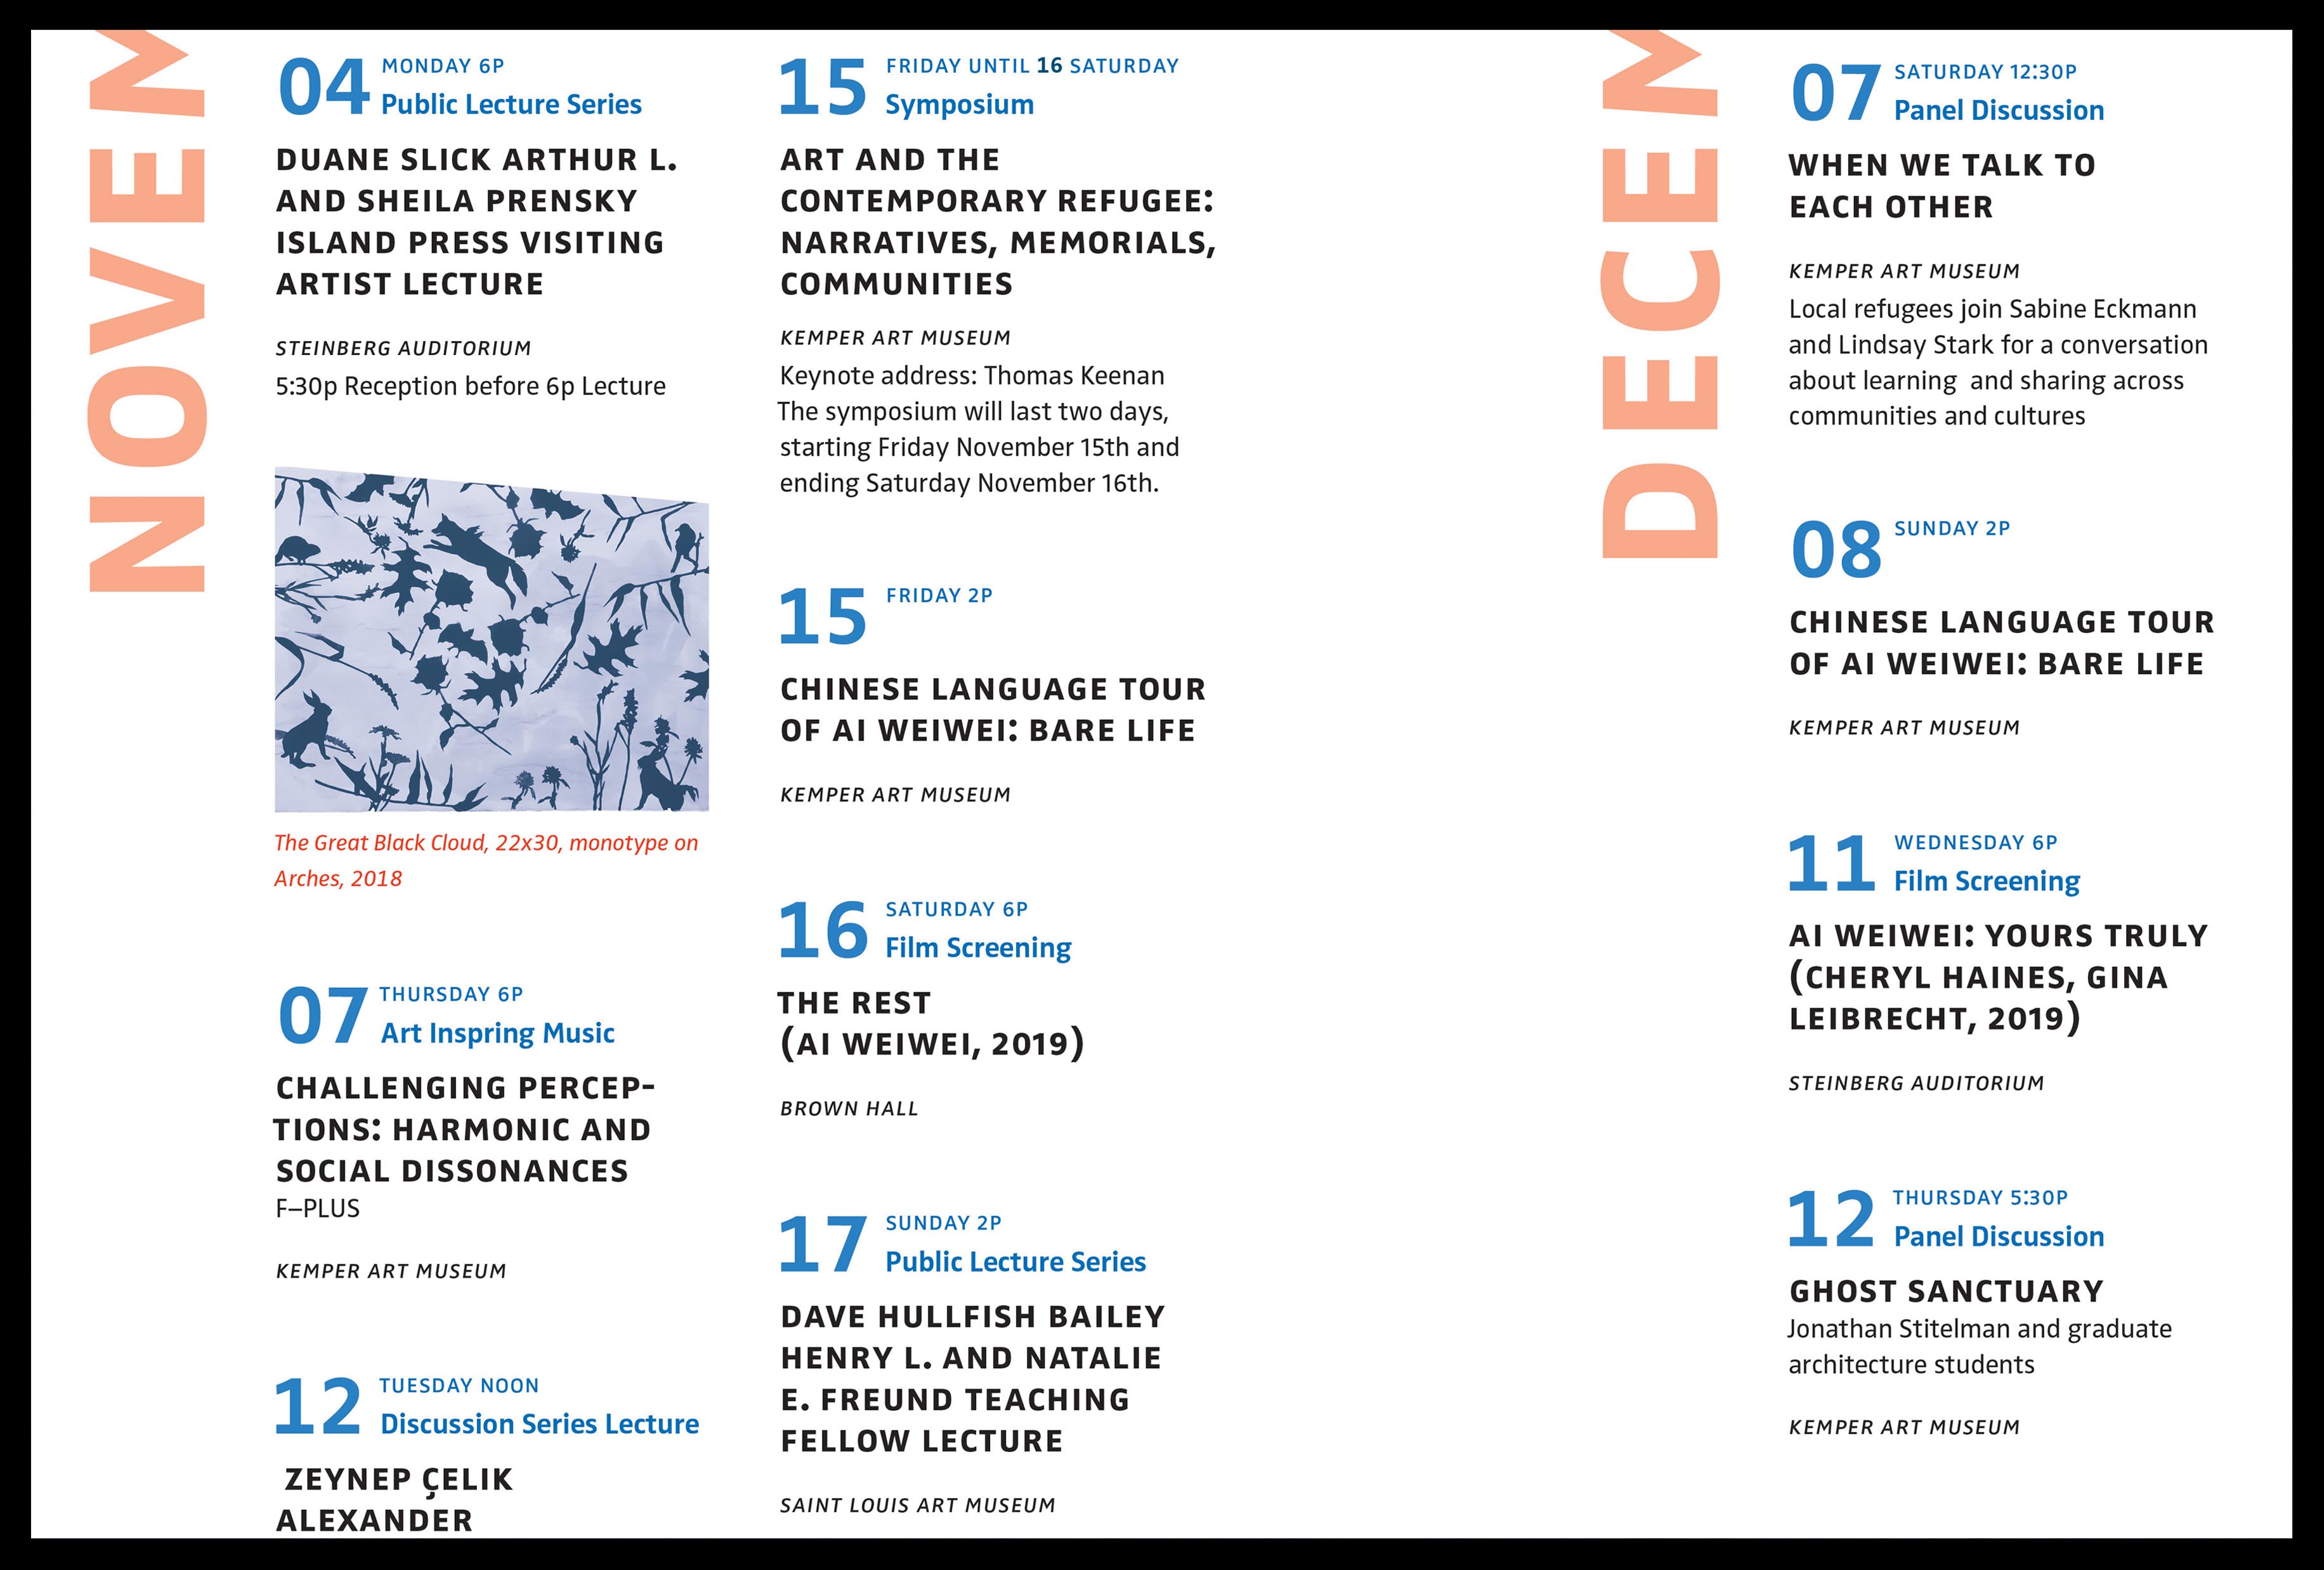 NOVEM
04 MONDAY 6P
Public Lecture Series
DUANE SLICK ARTHUR L.
AND SHEILA PRENSKY
ISLAND PRESS VISITING
ARTIST LECTURE
STEINBERG AUDITORIUM
5:30p Reception before 6p Lecture
The Great Black Cloud, 22x30, monotype on
Arches, 2018
07 THURSDAY 6P
Art Inspring Music
CHALLENGING PERCEP-
TIONS: HARMONIC AND
SOCIAL DISSONANCES
F–PLUS
KEMPER ART MUSEUM
12 TUESDAY NOON
Discussion Series Lecture
ZEYNEP ÇELIK
ALEXANDER
15 FRIDAY UNTIL 16 SATURDAY
Symposium
ART AND THE
CONTEMPORARY REFUGEE:
NARRATIVES, MEMORIALS,
COMMUNITIES
KEMPER ART MUSEUM
Keynote address: Thomas Keenan
The symposium will last two days,
starting Friday November 15th and
ending Saturday November 16th.
15 FRIDAY 2P
CHINESE LANGUAGE TOUR
OF AI WEIWEI: BARE LIFE
KEMPER ART MUSEUM
16 SATURDAY 6P
Film Screening
THE REST
(AI WEIWEI, 2019)
BROWN HALL
17 SUNDAY 2P
Public Lecture Series
DAVE HULLFISH BAILEY
HENRY L. AND NATALIE
E. FREUND TEACHING
FELLOW LECTURE
SAINT LOUIS ART MUSEUM
DECEM
07 SATURDAY 12:30P
Panel Discussion
WHEN WE TALK TO
EACH OTHER
KEMPER ART MUSEUM
Local refugees join Sabine Eckmann
and Lindsay Stark for a conversation
about learning  and sharing across
communities and cultures
08 SUNDAY 2P
CHINESE LANGUAGE TOUR
OF AI WEIWEI: BARE LIFE
KEMPER ART MUSEUM
11 WEDNESDAY 6P
Film Screening
AI WEIWEI: YOURS TRULY
(CHERYL HAINES, GINA
LEIBRECHT, 2019)
STEINBERG AUDITORIUM
12 THURSDAY 5:30P
Panel Discussion
GHOST SANCTUARY
Jonathan Stitelman and graduate
architecture students
KEMPER ART MUSEUM